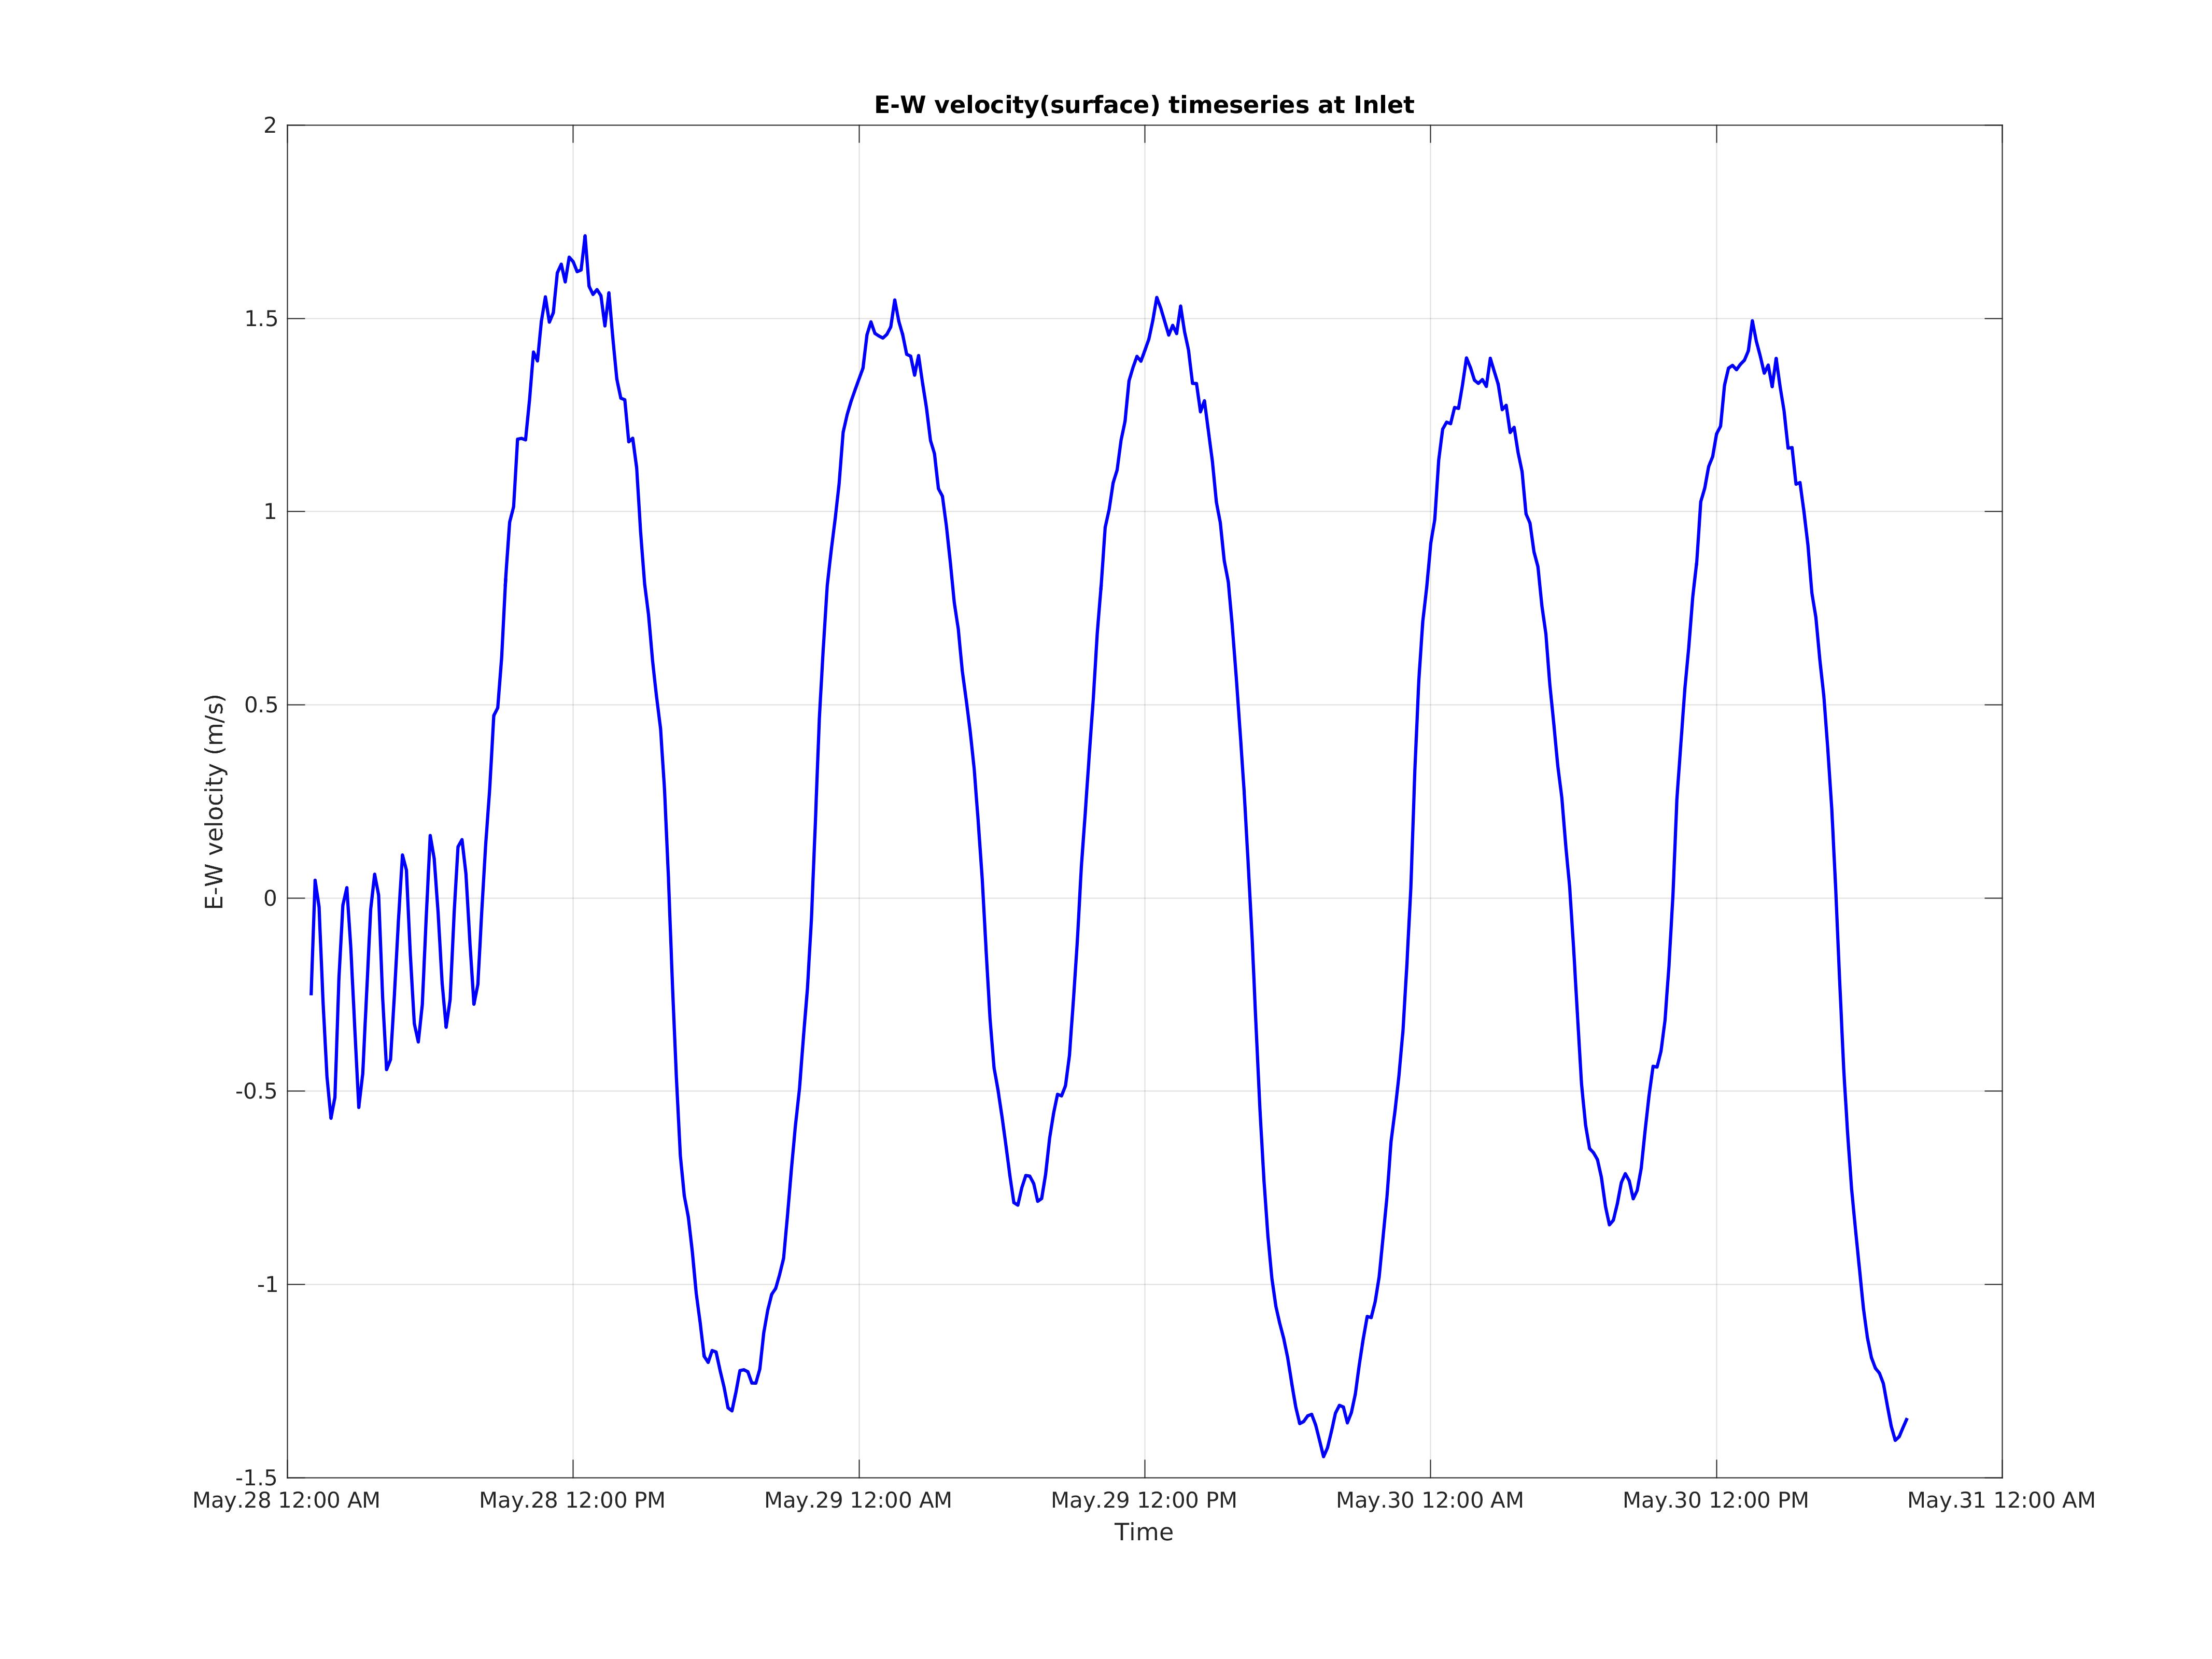 E-W velocity(surface) timeseries at Inlet
2
1.5
1
0.5
0
-0.5
-1
-1.5
E-W velocity (m/s)
May.28 12:00 AM May.28 12:00 PM May.29 12:00 AM May.29 12:00 PM May.30 12:00 AM May.30 12:00 PM May.31 12:00 AM
Time